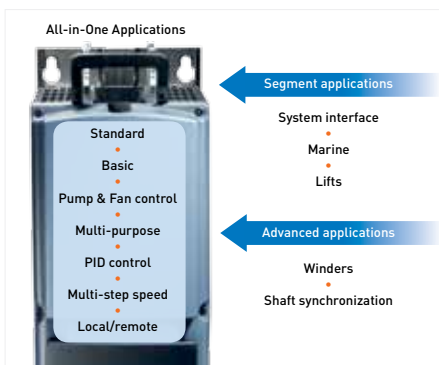 All-in-One Applications
Standard
Basic
Pump & Fan control
Multi-purpose
PID control
Multi-step speed
Local/remote
Segment applications
System interface
Marine
Lifts
Advanced applications
Winders
Shaft synchronization